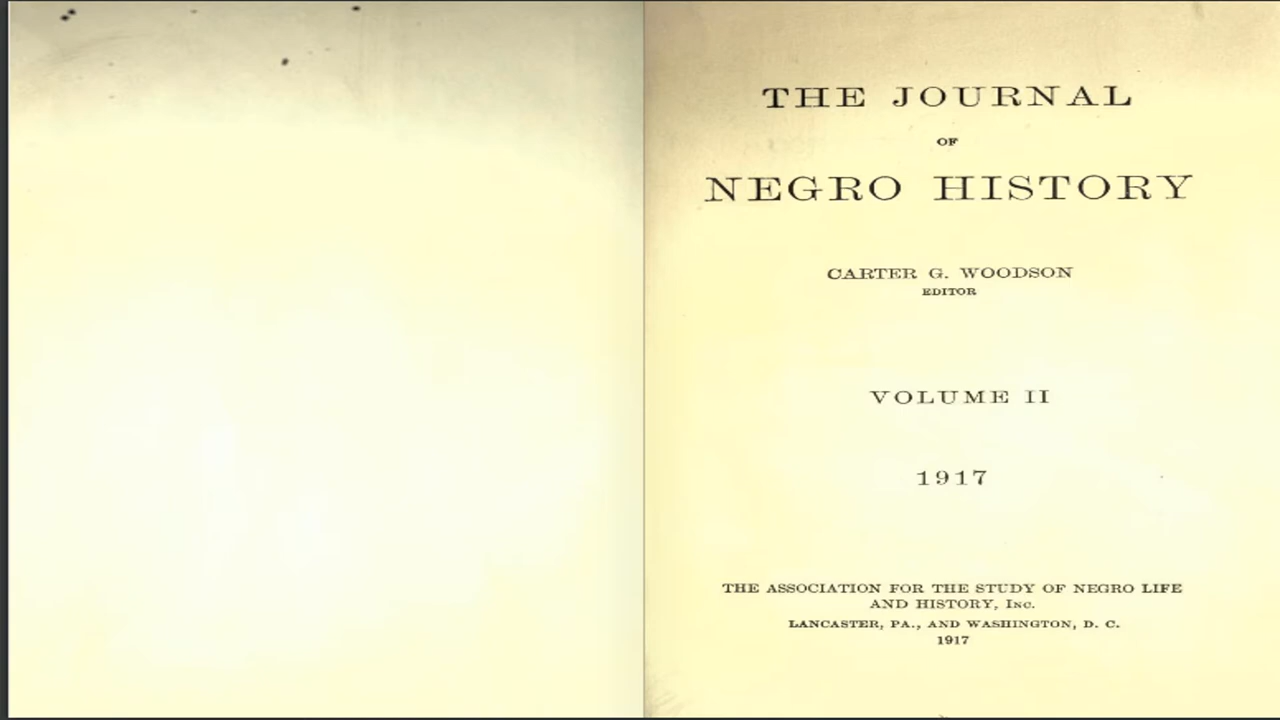 THE JOURNAL
OF
NEGRO HISTORY
CARTER G. WOODSON
EDITOR
VOLUME II
1917
THE ASSOCIATION FOR THE STUDY OF NEGRO LIFE
AND HISTORY, INC.
LANCASTER, PA., AND WASHINGTON, D. C.
1917